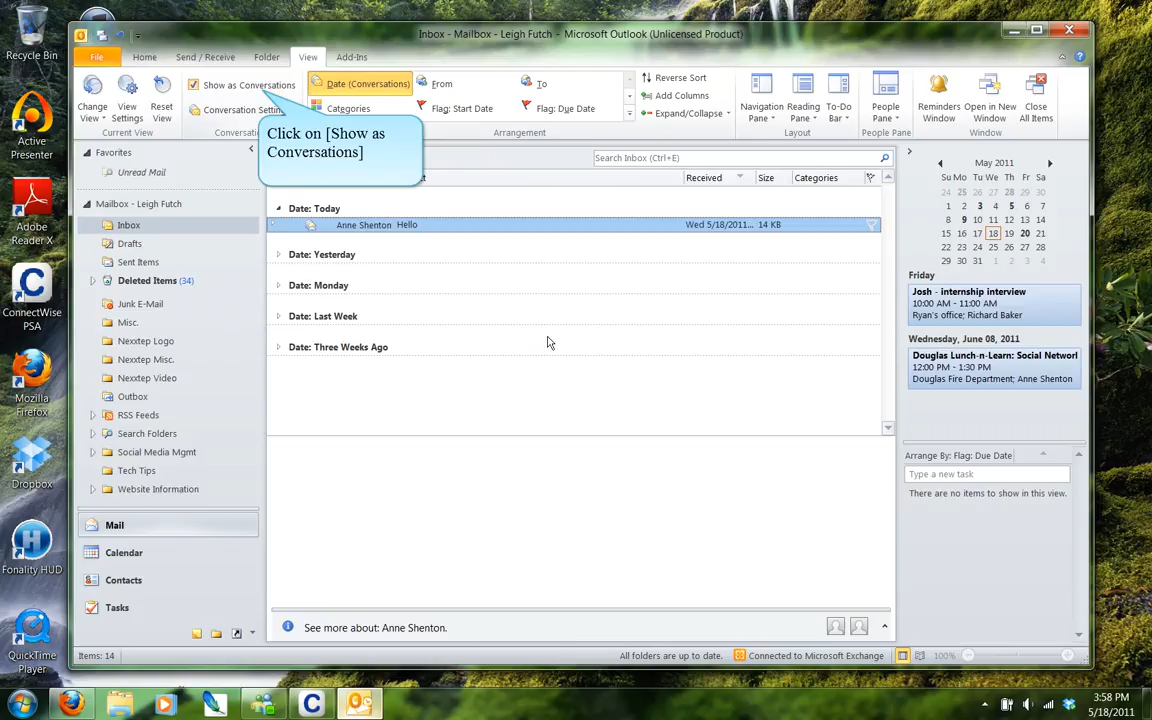 Inbox - Mailbox - Leigh Futch - Microsoft Outlook (Unlicensed Product)
File Home Send / Receive Folder View Add-Ins
Show as Conversations
Conversation
Change View
View Settings
Reset View
Current View
Date (Conversations) From To
Categories Flag: Start Date Flag: Due Date
Arrangement
Reverse Sort
Add Columns
Expand/Collapse
Navigation Pane
Reading Pane
To-Do Bar
Layout
People Pane
People Pane
Reminders Window
Open in New Window
Close All Items
Window
Click on [Show as
Conversations]
Recycle Bin
Active
Presenter
Adobe
Reader X
ConnectWise
PSA
Mozilla
Firefox
Dropbox
Fonality HUD
QuickTime
Player
Favorites
Unread Mail
Mailbox - Leigh Futch
Inbox
Drafts
Sent Items
Deleted Items (34)
Junk E-Mail
Misc.
Nexxtep Logo
Nexxtep Misc.
Nexxtep Video
Outbox
RSS Feeds
Search Folders
Social Media Mgmt
Tech Tips
Website Information
Mail
Calendar
Contacts
Tasks
Search Inbox (Ctrl+E)
Received Size Categories
Date: Today
Anne Shenton Hello Wed 5/18/2011... 14 KB
Date: Yesterday
Date: Monday
Date: Last Week
Date: Three Weeks Ago
See more about: Anne Shenton.
May 2011
Su Mo Tu We Th Fr Sa
24 25 26 27 28 29 30
1 2 3 4 5 6 7
8 9 10 11 12 13 14
15 16 17 18 19 20 21
22 23 24 25 26 27 28
29 30 31 1 2 3 4
Friday
Josh - internship interview
10:00 AM - 11:00 AM
Ryan's office; Richard Baker
Wednesday, June 08, 2011
Douglas Lunch-n-Learn: Social Networ
12:00 PM - 1:30 PM
Douglas Fire Department; Anne Shenton
Arrange By: Flag: Due Date
Type a new task
There are no items to show in this view.
Items: 14 All folders are up to date. Connected to Microsoft Exchange 100%
3:58 PM
5/18/2011